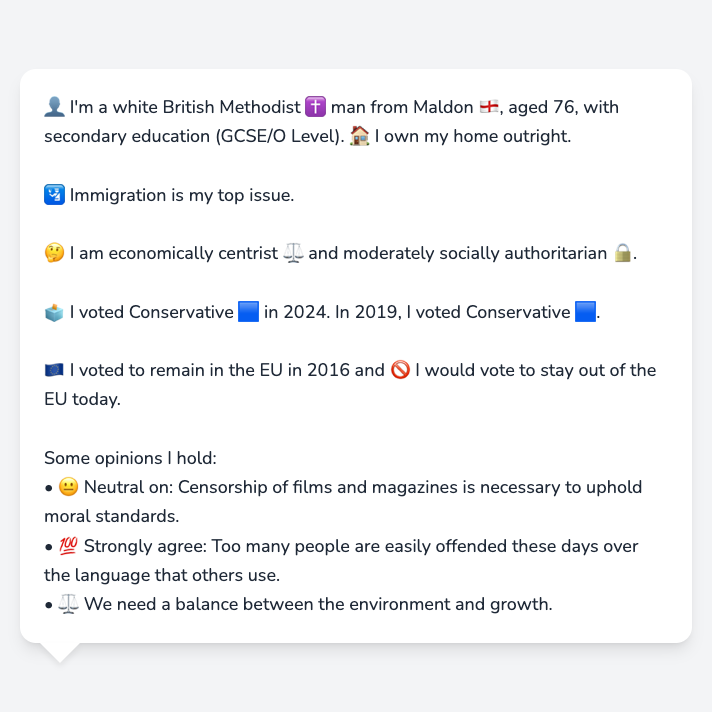 👤 I'm a white British Methodist ✝️ man from Maldon 🏴󠁧󠁢󠁥󠁮󠁧󠁿, aged 76, with
secondary education (GCSE/O Level). 🏠 I own my home outright.
🛂 Immigration is my top issue.
🤔 I am economically centrist ⚖️ and moderately socially authoritarian 🔒.
🗳️ I voted Conservative 🟦 in 2024. In 2019, I voted Conservative 🟦.
🇪🇺 I voted to remain in the EU in 2016 and 🚫 I would vote to stay out of the
EU today.
Some opinions I hold:
• 😐 Neutral on: Censorship of films and magazines is necessary to uphold
moral standards.
• 💯 Strongly agree: Too many people are easily offended these days over
the language that others use.
• ⚖️ We need a balance between the environment and growth.